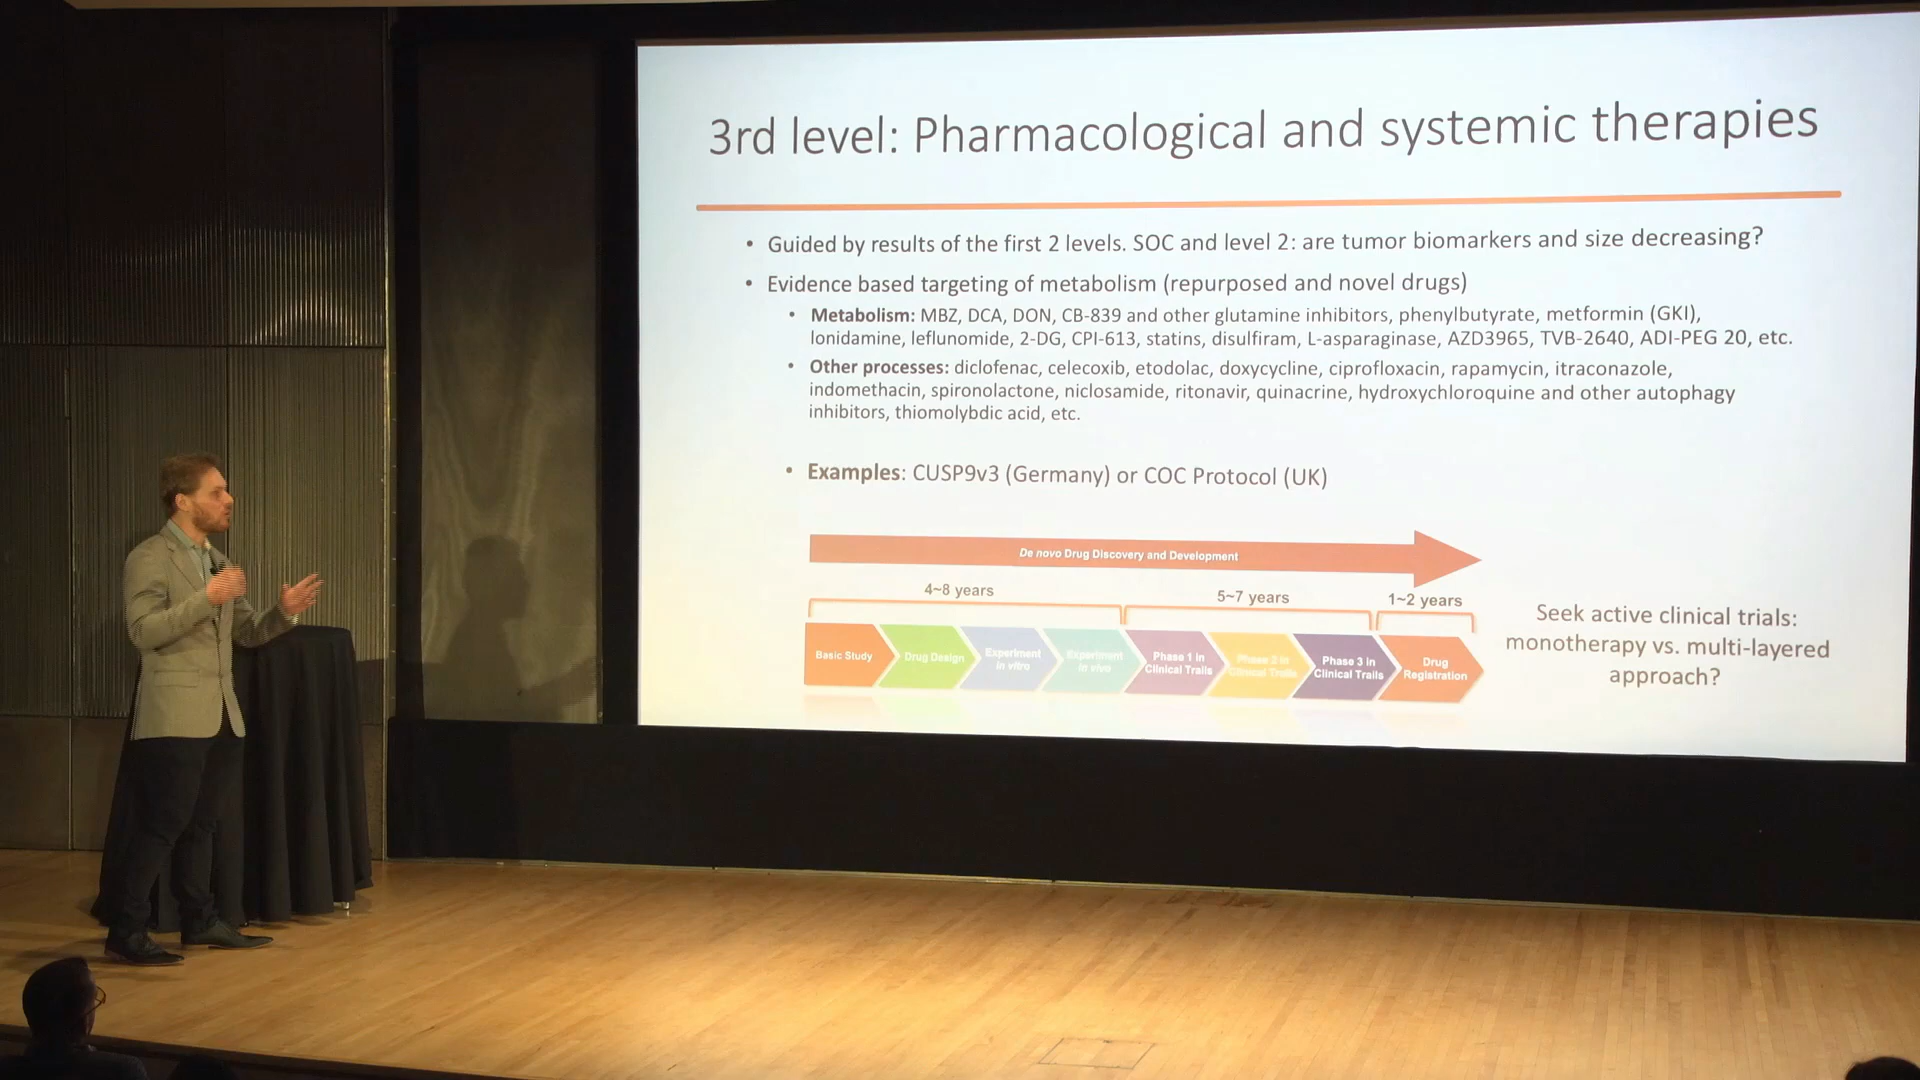 3rd level: Pharmacological and systemic therapies
• Guided by results of the first 2 levels. SOC and level 2: are tumor biomarkers and size decreasing?
• Evidence based targeting of metabolism (repurposed and novel drugs)
• Metabolism: MBZ, DCA, DON, CB-839 and other glutamine inhibitors, phenylbutyrate, metformin (GKI),
lonidamine, leflunomide, 2-DG, CPI-613, statins, disulfiram, L-asparaginase, AZD3965, TVB-2640, ADI-PEG 20, etc.
• Other processes: diclofenac, celecoxib, etodolac, doxycycline, ciprofloxacin, rapamycin, itraconazole,
indomethacin, spironolactone, niclosamide, ritonavir, quinacrine, hydroxychloroquine and other autophagy
inhibitors, thiomolybdic acid, etc.
• Examples: CUSP9v3 (Germany) or COC Protocol (UK)
De novo Drug Discovery and Development
4~8 years
5~7 years
1~2 years
Basic Study
Drug Design
Experiment
in vitro
Experiment
in vivo
Phase 1 in
Clinical Trails
Phase 2 in
Clinical Trails
Phase 3 in
Clinical Trails
Drug
Registration
Seek active clinical trials:
monotherapy vs. multi-layered
approach?